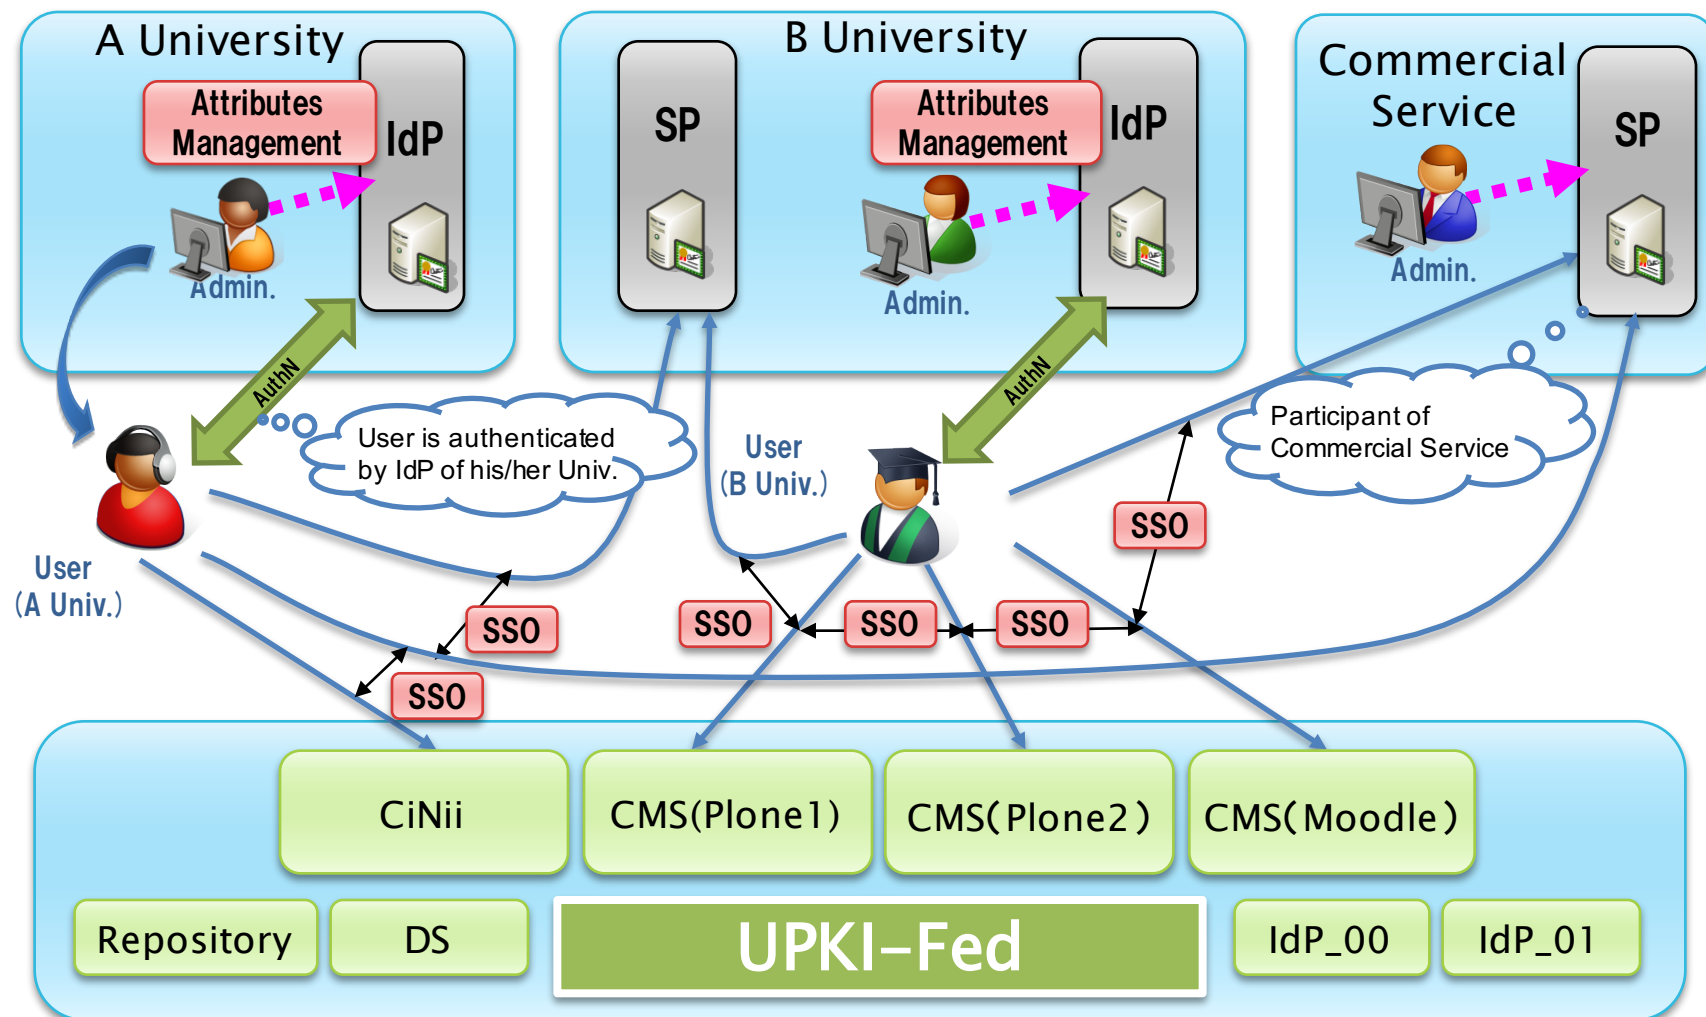 A University
Attributes
Management
IdP
Admin.
B University
SP
Attributes
Management
IdP
Admin.
Commercial
Service
SP
Admin.
AuthN
AuthN
User is authenticated
by IdP of his/her Univ.
User
(B Univ.)
Participant of
Commercial Service
User
(A Univ.)
SSO
SSO
SSO
SSO
SSO
SSO
CiNii
CMS(Plone1)
CMS(Plone2)
CMS(Moodle)
Repository
DS
UPKI-Fed
IdP_00
IdP_01